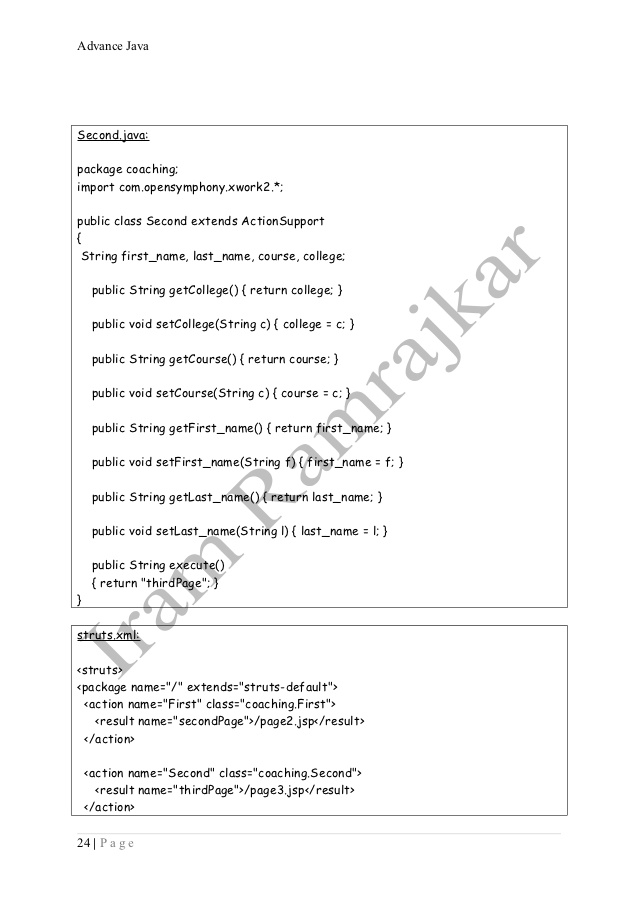 Advance Java
Second.java:
package coaching;
import com.opensymphony.xwork2.*;
public class Second extends ActionSupport
{
String first_name, last_name, course, college;
public String getCollege() { return college; }
public void setCollege(String c) { college = c; }
public String getCourse() { return course; }
public void setCourse(String c) { course = c; }
public String getFirst_name() { return first_name; }
public void setFirst_name(String f) { first_name = f; }
public String getLast_name() { return last_name; }
public void setLast_name(String l) { last_name = l; }
public String execute()
{ return "thirdPage"; }
}
struts.xml:
<struts>
<package name="/" extends="struts-default">
<action name="First" class="coaching.First">
<result name="secondPage">/page2.jsp</result>
</action>
<action name="Second" class="coaching.Second">
<result name="thirdPage">/page3.jsp</result>
</action>
24 | P a g e
Iram Ramrajkar